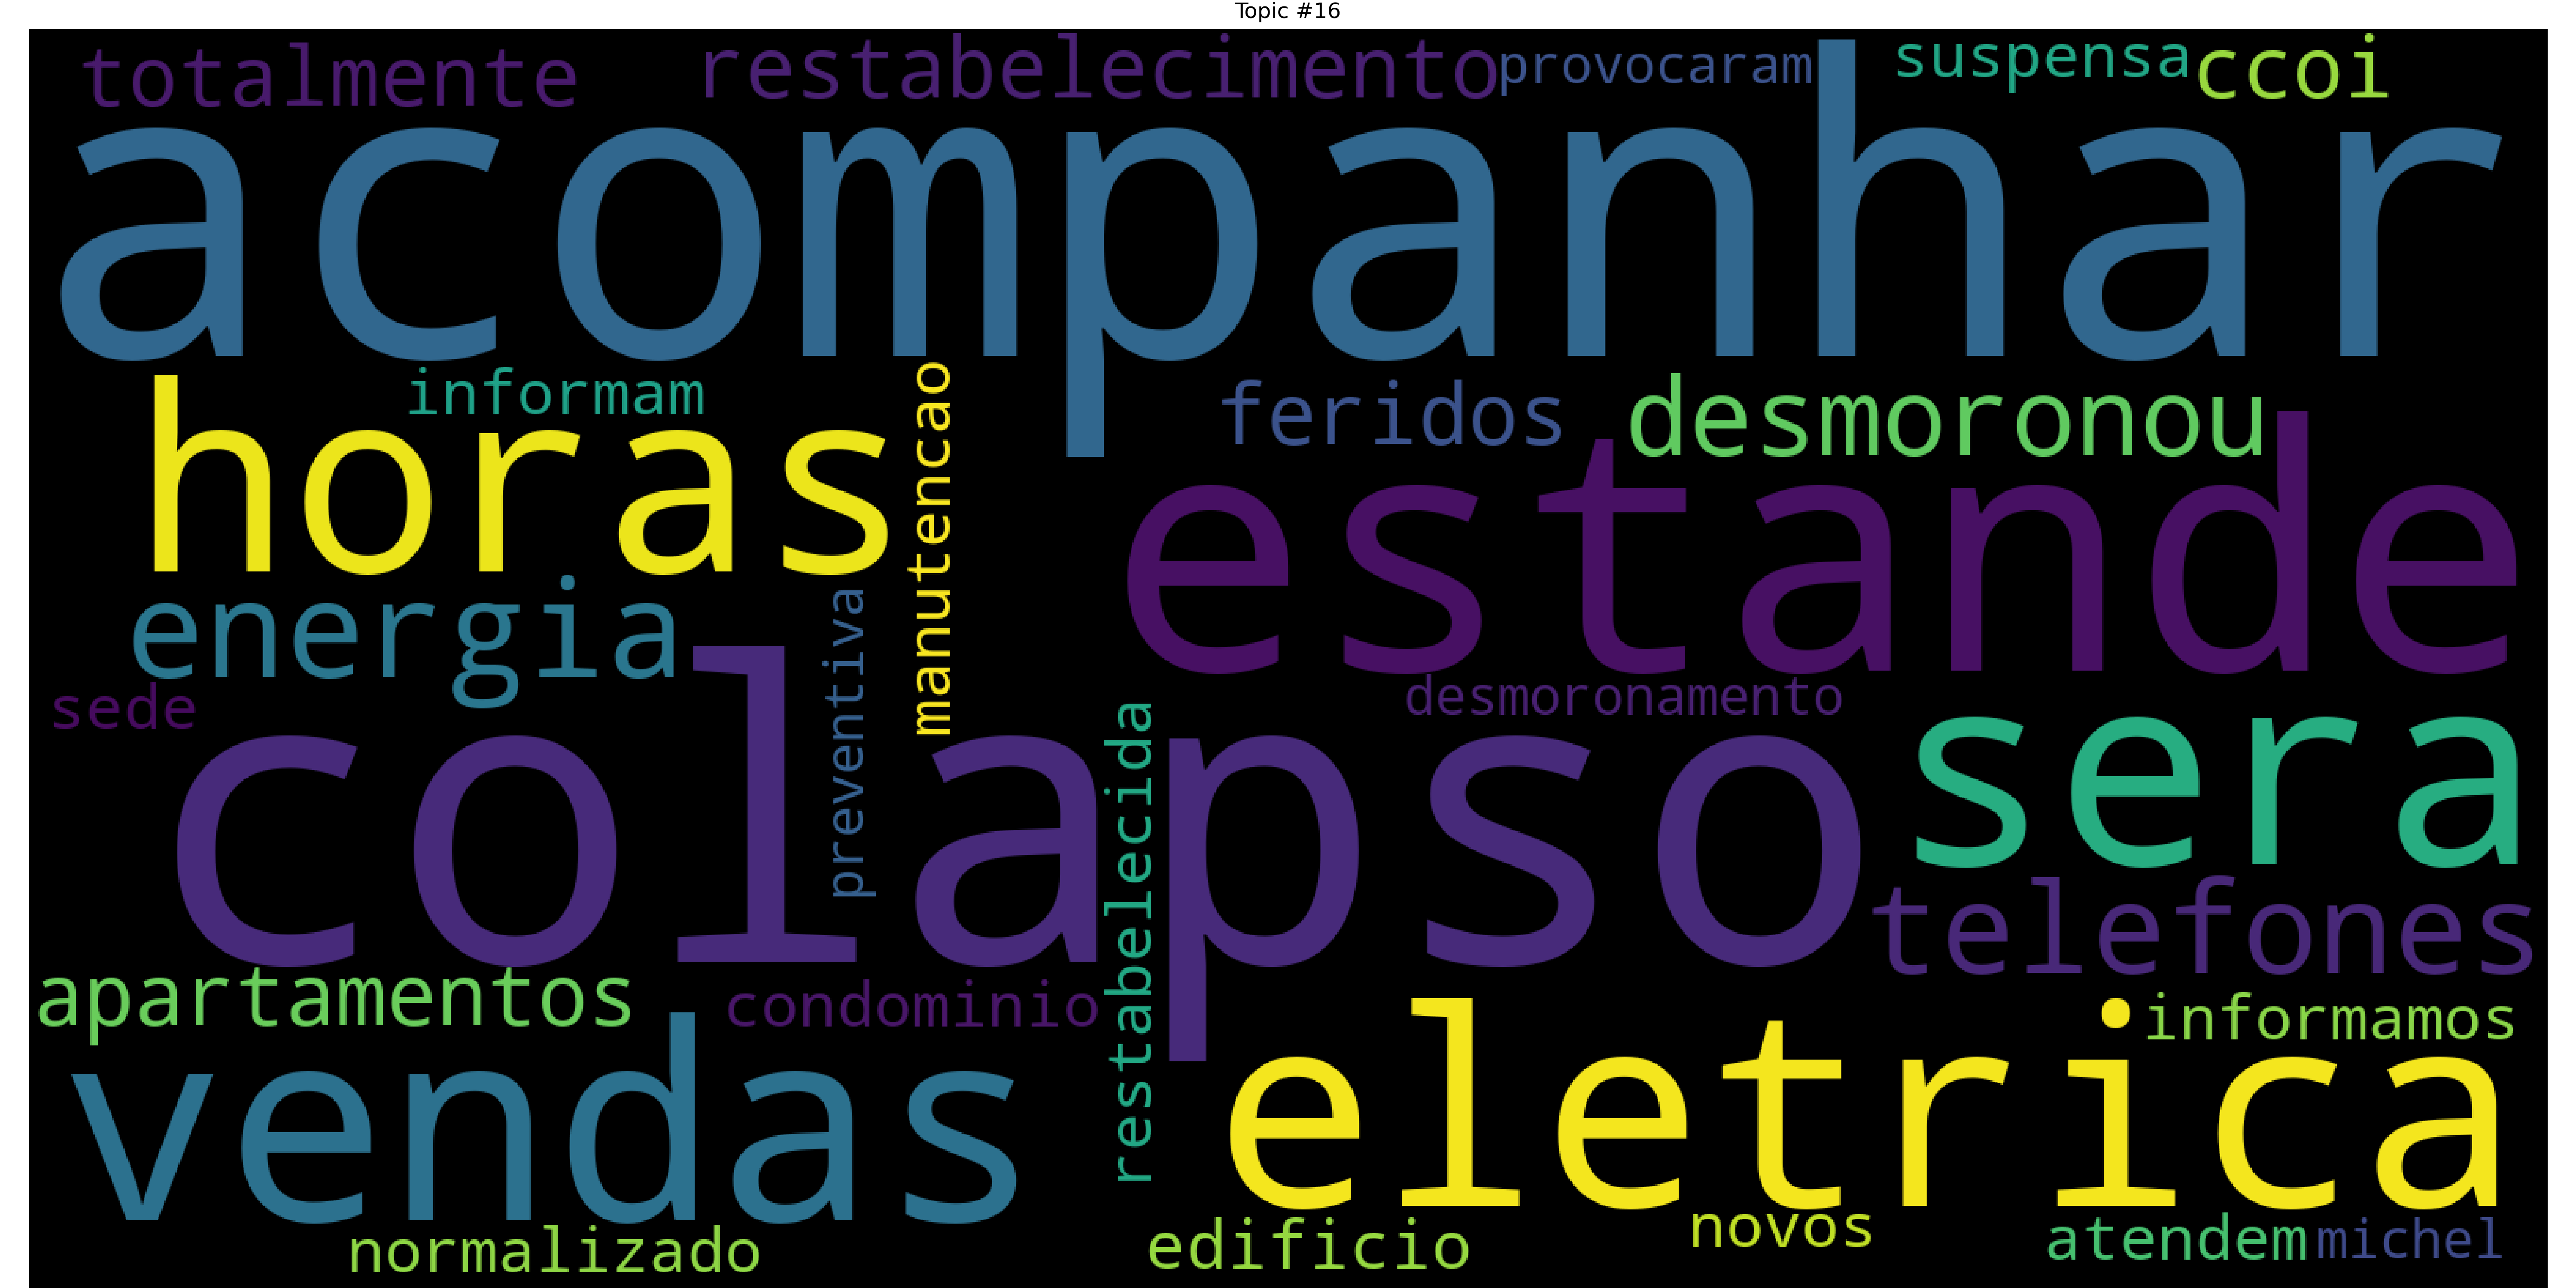 Topic #16
totalmente
restabelecimento
provocaram
suspensa
ccoi
acompanhar
informam
horas
manutencao
feridos
desmoronou
estande
energia
preventiva
sede
desmoronamento
colapso
restabelecida
sera
telefones
apartamentos
condominio
informamos
vendas
eletrica
normalizado
edificio
novos
atendem
michel